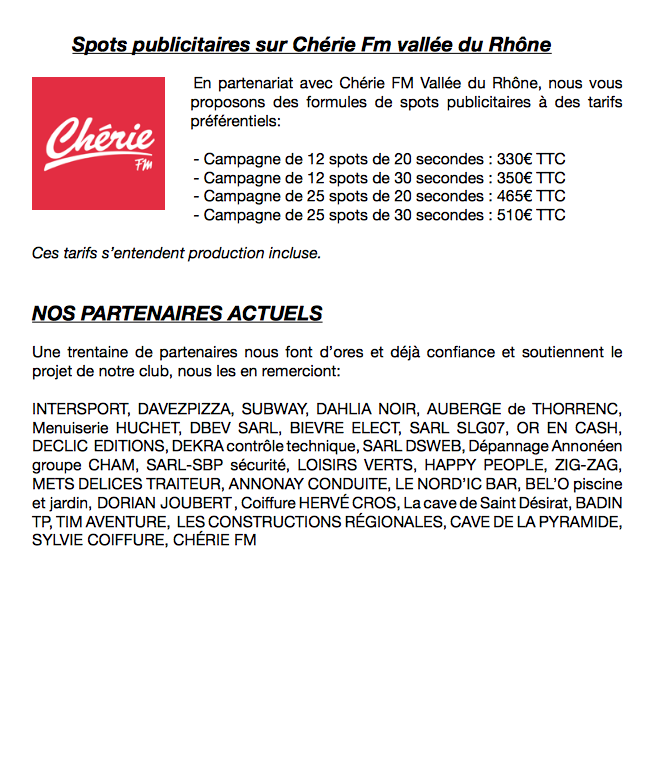 Spots publicitaires sur Chérie Fm vallée du Rhône
Chérie
FM
En partenariat avec Chérie FM Vallée du Rhône, nous vous
proposons des formules de spots publicitaires à des tarifs
préférentiels:
- Campagne de 12 spots de 20 secondes : 330€ TTC
- Campagne de 12 spots de 30 secondes : 350€ TTC
- Campagne de 25 spots de 20 secondes : 465€ TTC
- Campagne de 25 spots de 30 secondes : 510€ TTC
Ces tarifs s’entendent production incluse.
NOS PARTENAIRES ACTUELS
Une trentaine de partenaires nous font d’ores et déjà confiance et soutiennent le
projet de notre club, nous les en remerciont:
INTERSPORT, DAVEZPIZZA, SUBWAY, DAHLIA NOIR, AUBERGE de THORRENC,
Menuiserie HUCHET, DBEV SARL, BIEVRE ELECT, SARL SLG07, OR EN CASH,
DECLIC EDITIONS, DEKRA contrôle technique, SARL DSWEB, Dépannage Annonéen
groupe CHAM, SARL-SBP sécurité, LOISIRS VERTS, HAPPY PEOPLE, ZIG-ZAG,
METS DELICES TRAITEUR, ANNONAY CONDUITE, LE NORD’IC BAR, BEL’O piscine
et jardin, DORIAN JOUBERT , Coiffure HERVÉ CROS, La cave de Saint Désirat, BADIN
TP, TIM AVENTURE, LES CONSTRUCTIONS RÉGIONALES, CAVE DE LA PYRAMIDE,
SYLVIE COIFFURE, CHÉRIE FM